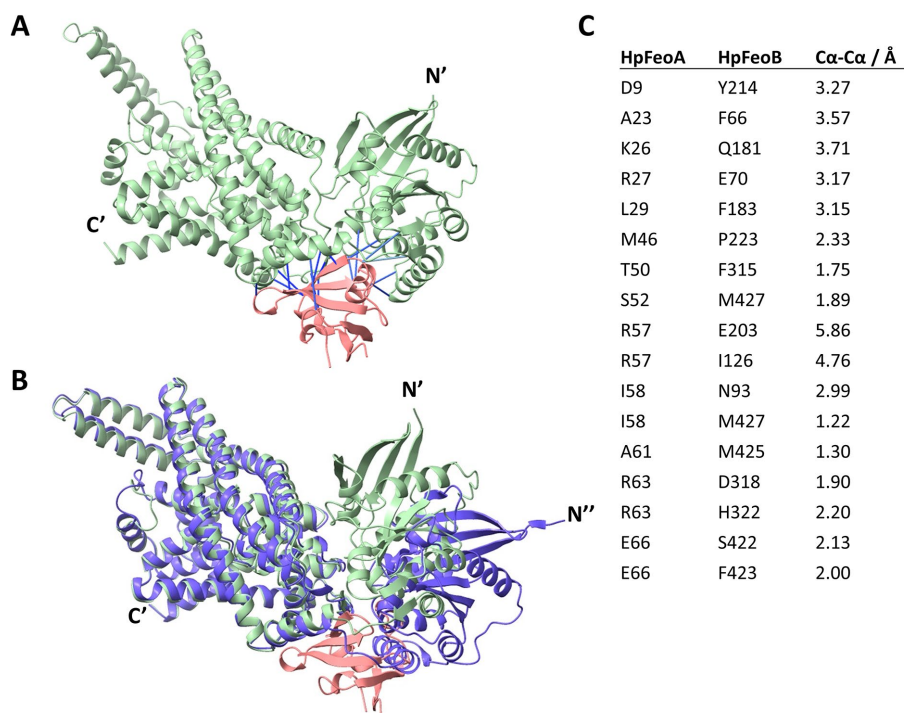 A
N’
C’
B
N’
N’’
C’
C
HpFeoA HpFeoB Cα-Cα / Å
D9 Y214 3.27
A23 F66 3.57
K26 Q181 3.71
R27 E70 3.17
L29 F183 3.15
M46 P223 2.33
T50 F315 1.75
S52 M427 1.89
R57 E203 5.86
R57 I126 4.76
I58 N93 2.99
I58 M427 1.22
A61 M425 1.30
R63 D318 1.90
R63 H322 2.20
E66 S422 2.13
E66 F423 2.00